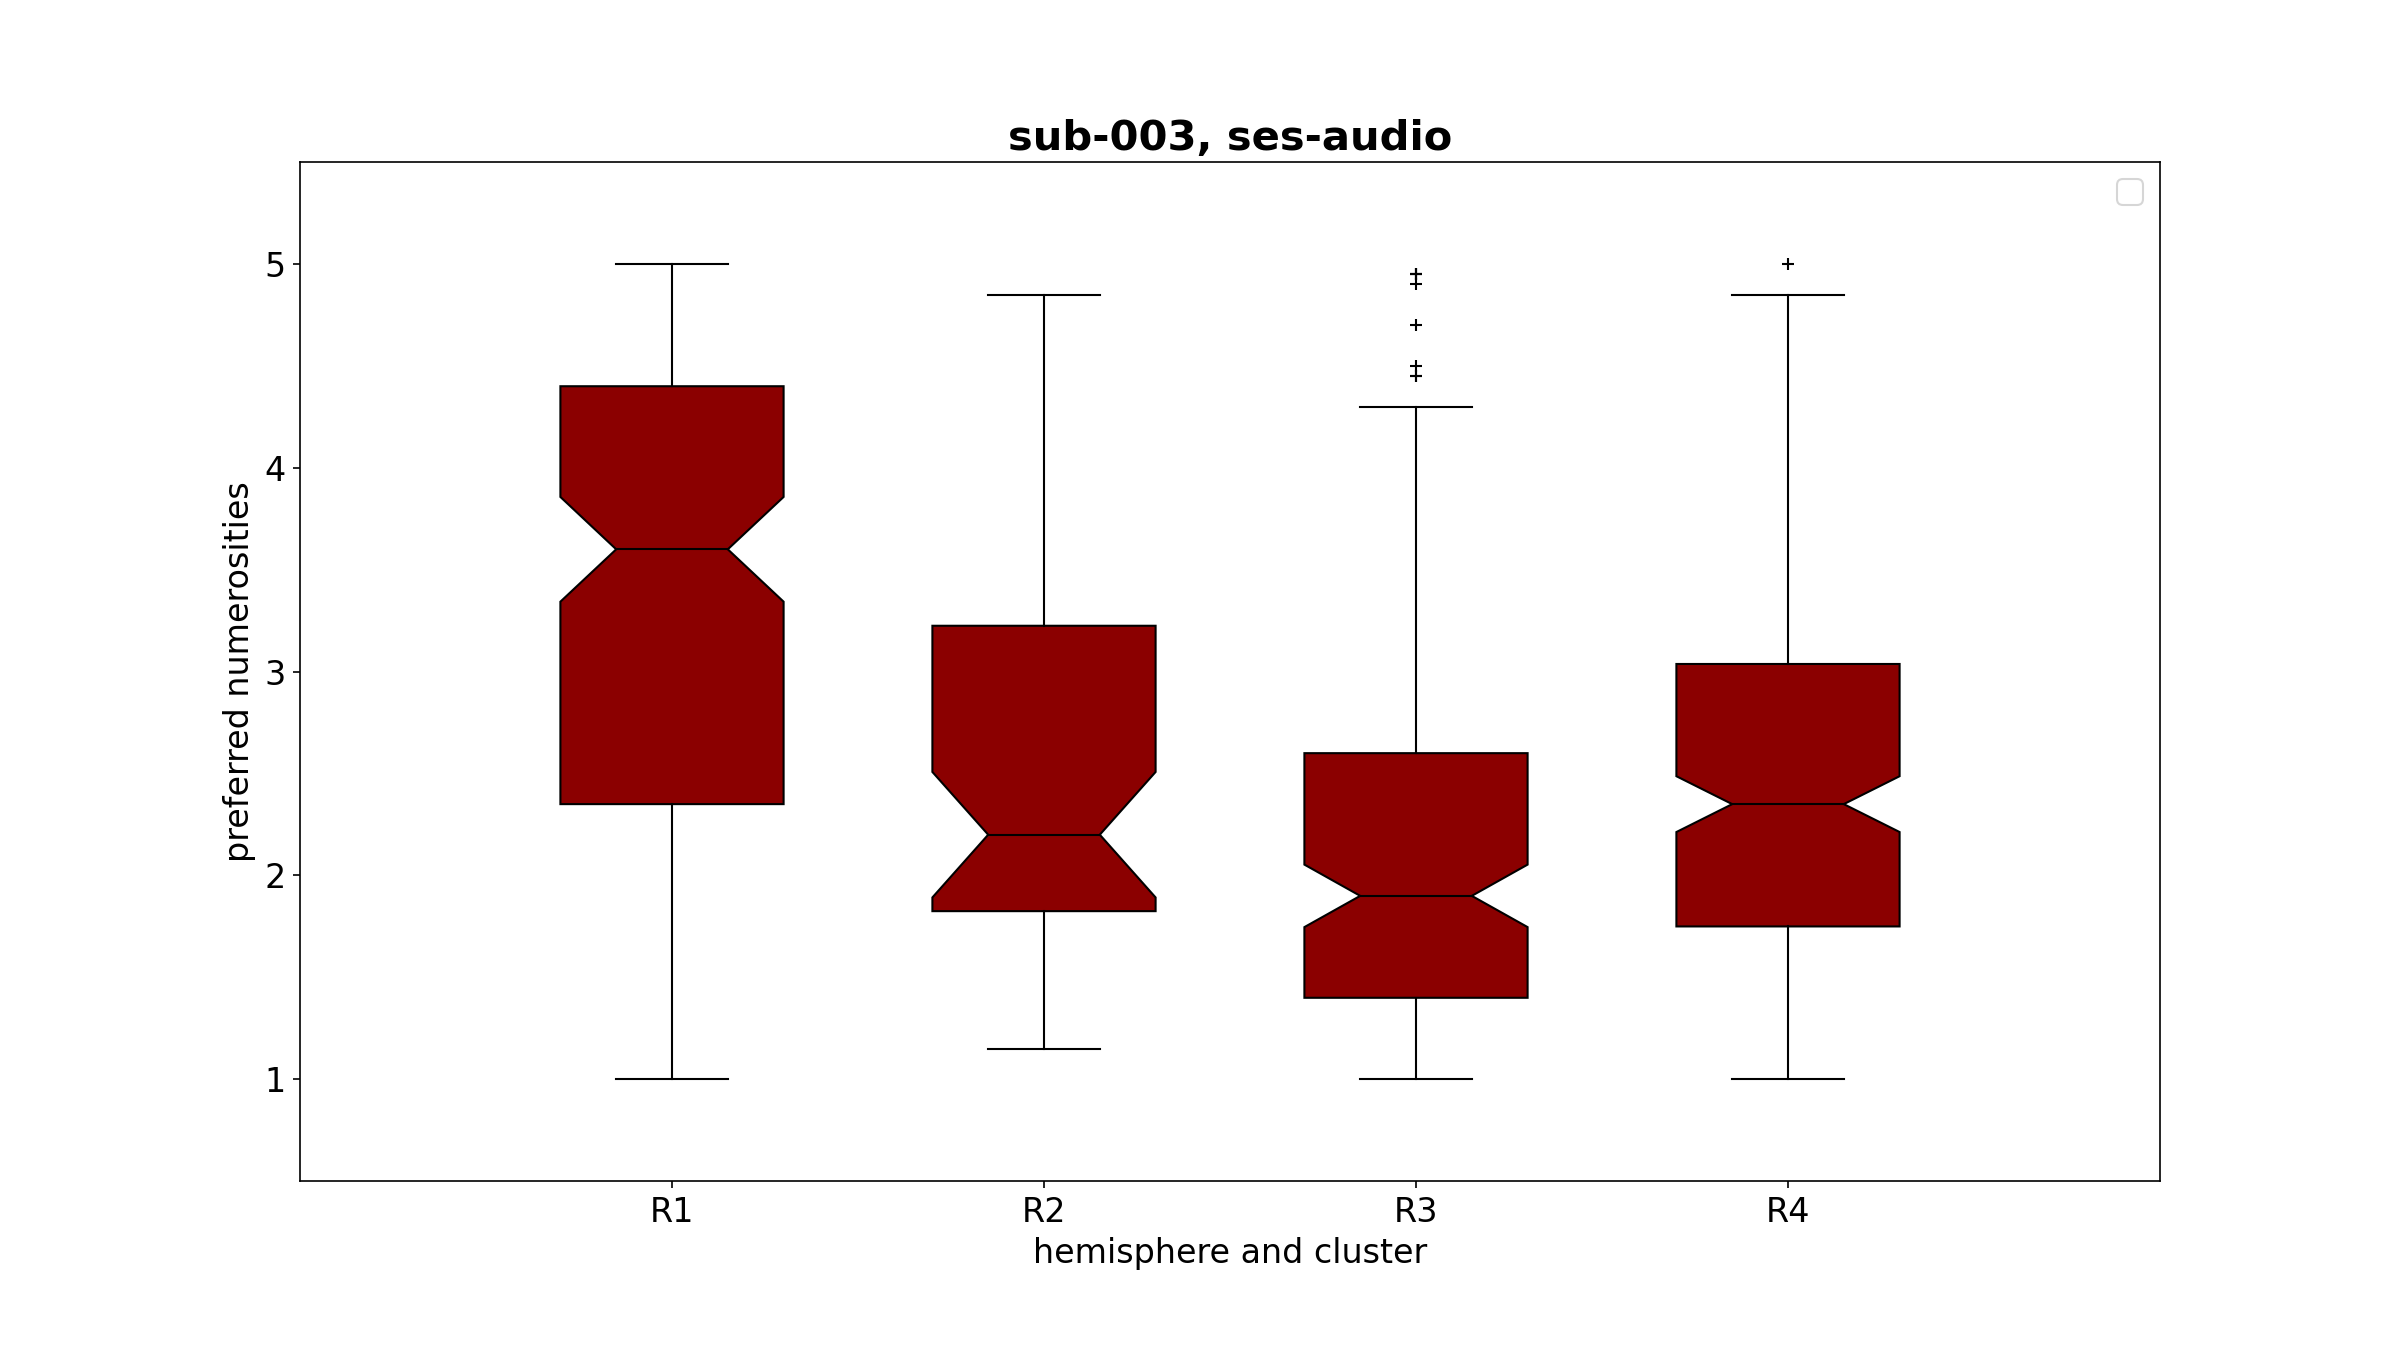 sub-003, ses-audio
preferred numerosities
5
4
3
2
1
R1 R2 R3 R4
hemisphere and cluster